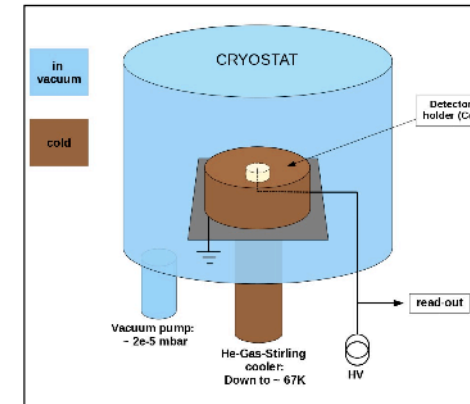 in
vacuum
cold
CRYOSTAT
holder
read-out
Vacuum pump:
~ 2e-5 mbar
He-Gas-Stirling
cooler:
Down to ~ 67K
HV